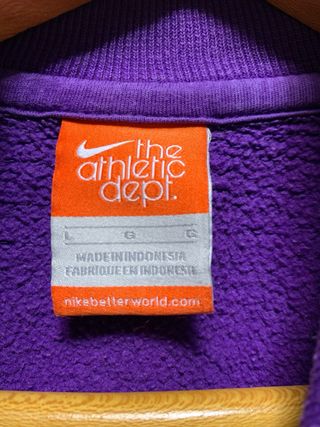 the
athletic
dept.
L G G
MADE IN INDONESIA
FABRIQUE EN INDONESIE
nikebetterworld.com